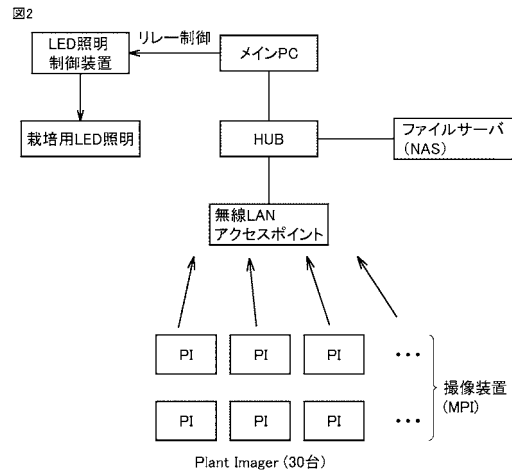 図2
LED照明
制御装置
リレー制御
メインPC
栽培用LED照明
HUB
ファイルサーバ
(NAS)
無線LAN
アクセスポイント
PI
PI
PI
•••
PI
PI
PI
•••
撮像装置
(MPI)
Plant Imager (30台)